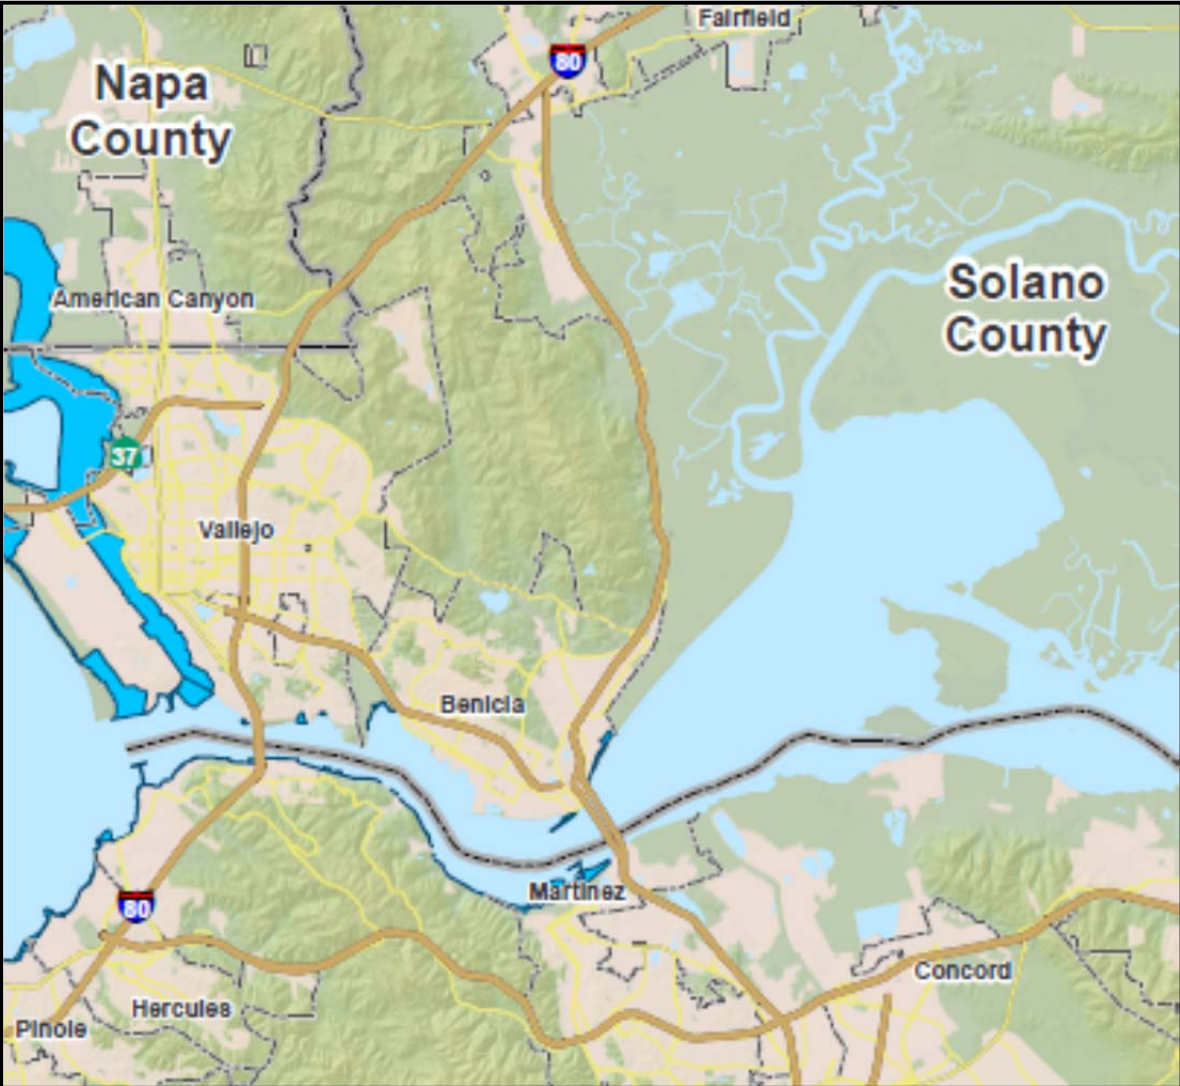 Fairfield
80
Napa
County
Solano
County
American Canyon
37
Vallejo
Benicia
Martinez
80
Concord
Hercules
Pinole